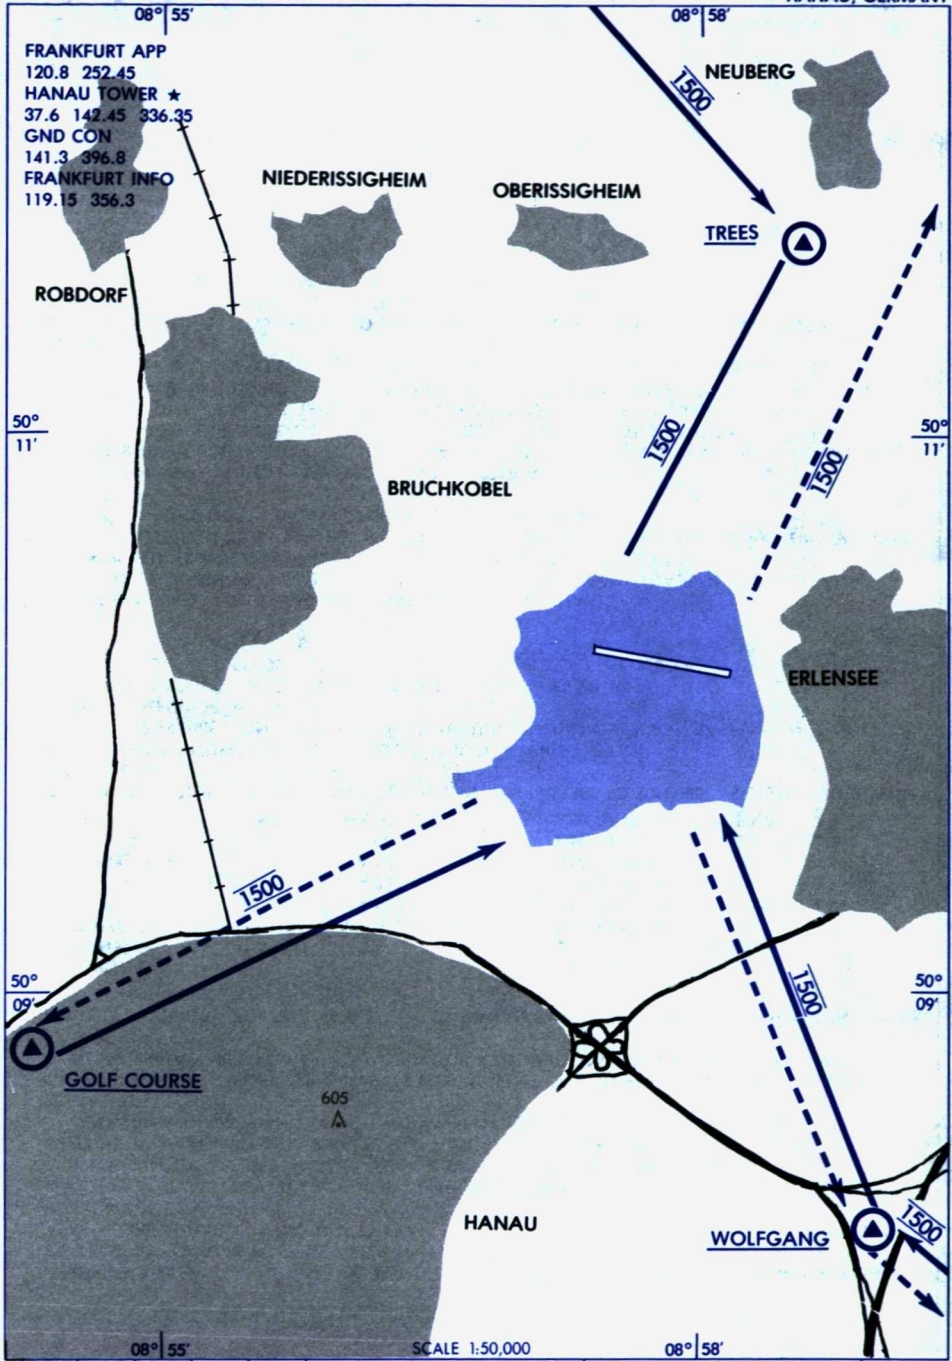 HANAU, GERMANY
08° 55'
08° 58'
FRANKFURT APP
120.8 252.45
HANAU TOWER ★
37.6 142.45 336.35
GND CON
141.3 396.8
FRANKFURT INFO
119.15 356.3
NEUBERG
1500
NIEDERISSIGHEIM
OBERISSIGHEIM
TREES
ROBDORF
50°
11'
50°
11'
1500
1500
BRUCHKOBEL
ERLENSEE
1500
50°
09'
1500
50°
09'
GOLF COURSE
605
HANAU
WOLFGANG
1500
08° 55'
SCALE 1:50,000
08° 58'